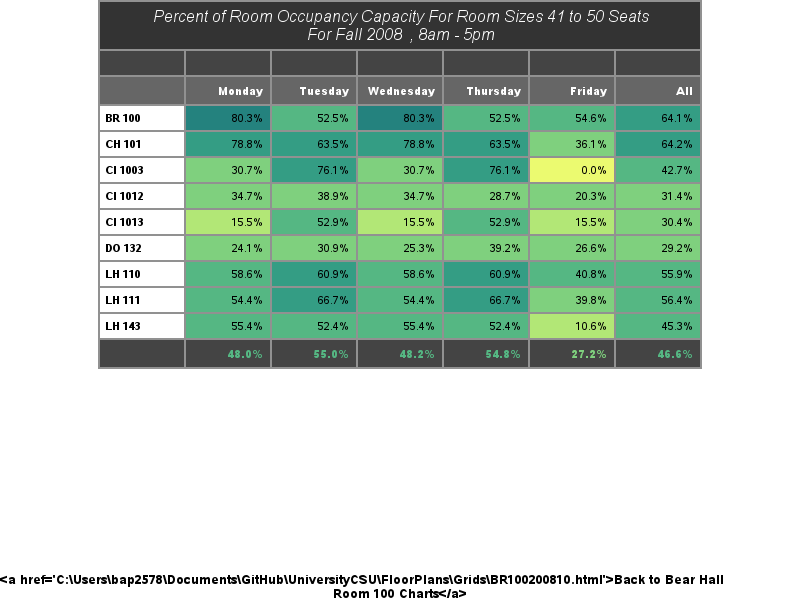 Percent of Room Occupancy Capacity For Room Sizes 41 to 50 Seats
For Fall 2008 , 8am - 5pm
Monday Tuesday Wednesday Thursday Friday All
BR 100 80.3% 52.5% 80.3% 52.5% 54.6% 64.1%
CH 101 78.8% 63.5% 78.8% 63.5% 36.1% 64.2%
CI 1003 30.7% 76.1% 30.7% 76.1% 0.0% 42.7%
CI 1012 34.7% 38.9% 34.7% 28.7% 20.3% 31.4%
CI 1013 15.5% 52.9% 15.5% 52.9% 15.5% 30.4%
DO 132 24.1% 30.9% 25.3% 39.2% 26.6% 29.2%
LH 110 58.6% 60.9% 58.6% 60.9% 40.8% 55.9%
LH 111 54.4% 66.7% 54.4% 66.7% 39.8% 56.4%
LH 143 55.4% 52.4% 55.4% 52.4% 10.6% 45.3%
48.0% 55.0% 48.2% 54.8% 27.2% 46.6%
<a href='C:\Users\bap2578\Documents\GitHub\UniversityCSU\FloorPlans\Grids\BR100200810.html'>Back to Bear Hall
Room 100 Charts</a>